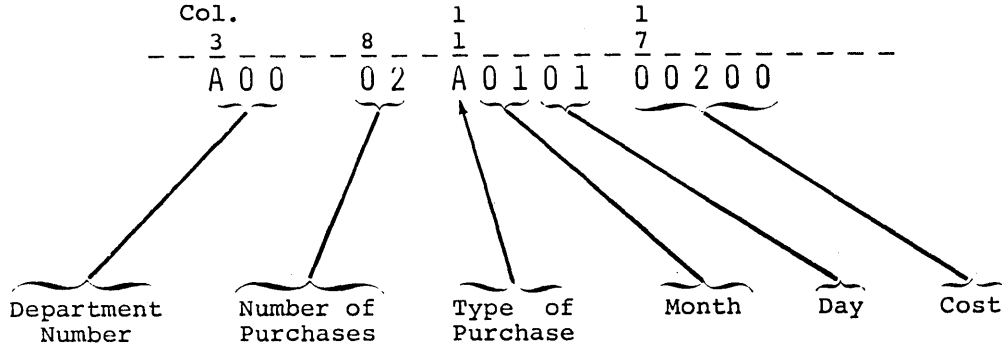 Col. 1 1
3 8 1 7
A00 02 A0101 00200
Department Number of Type of Month Day Cost
Number Purchases Purchase